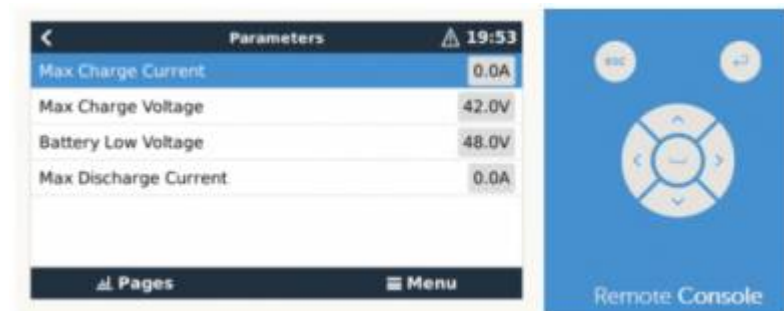 Parameters 19:53
Max Charge Current 0.0A
Max Charge Voltage 42.0V
Battery Low Voltage 48.0V
Max Discharge Current 0.0A
Pages Menu
esc
Remote Console